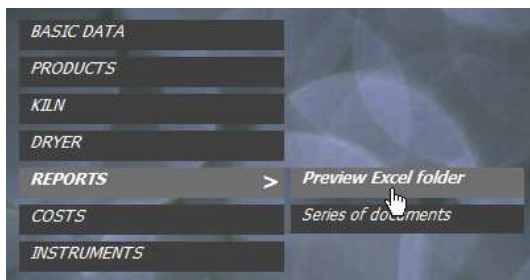 BASIC DATA
PRODUCTS
KILN
DRYER
REPORTS >
Preview Excel folder
COSTS
Series of documents
INSTRUMENTS